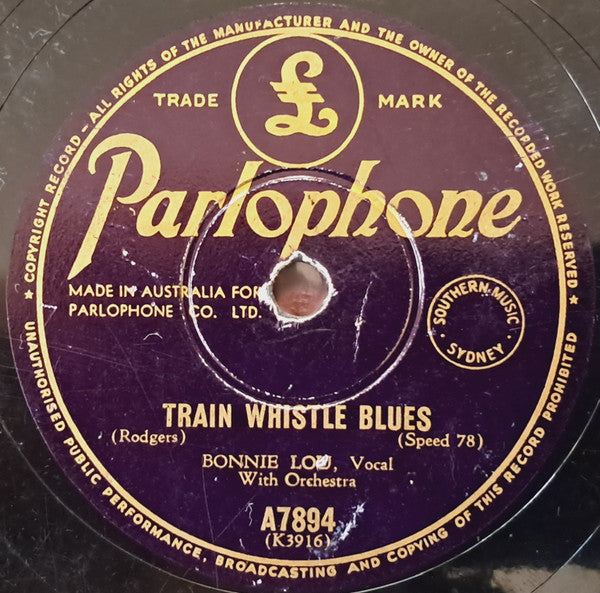 ★ COPYRIGHT RECORD — ALL RIGHTS OF THE MANUFACTURER AND THE OWNER OF THE RECORDED WORK RESERVED ★
TRADE £ MARK
Parlophone
MADE IN AUSTRALIA FOR
PARLOPHONE CO. LTD.
SOUTHERN MUSIC
• SYDNEY •
TRAIN WHISTLE BLUES
(Rodgers) (Speed 78)
BONNIE LOU, Vocal
With Orchestra
A7894
(K3916)
UNAUTHORISED PUBLIC PERFORMANCE, BROADCASTING AND COPYING OF THIS RECORD PROHIBITED